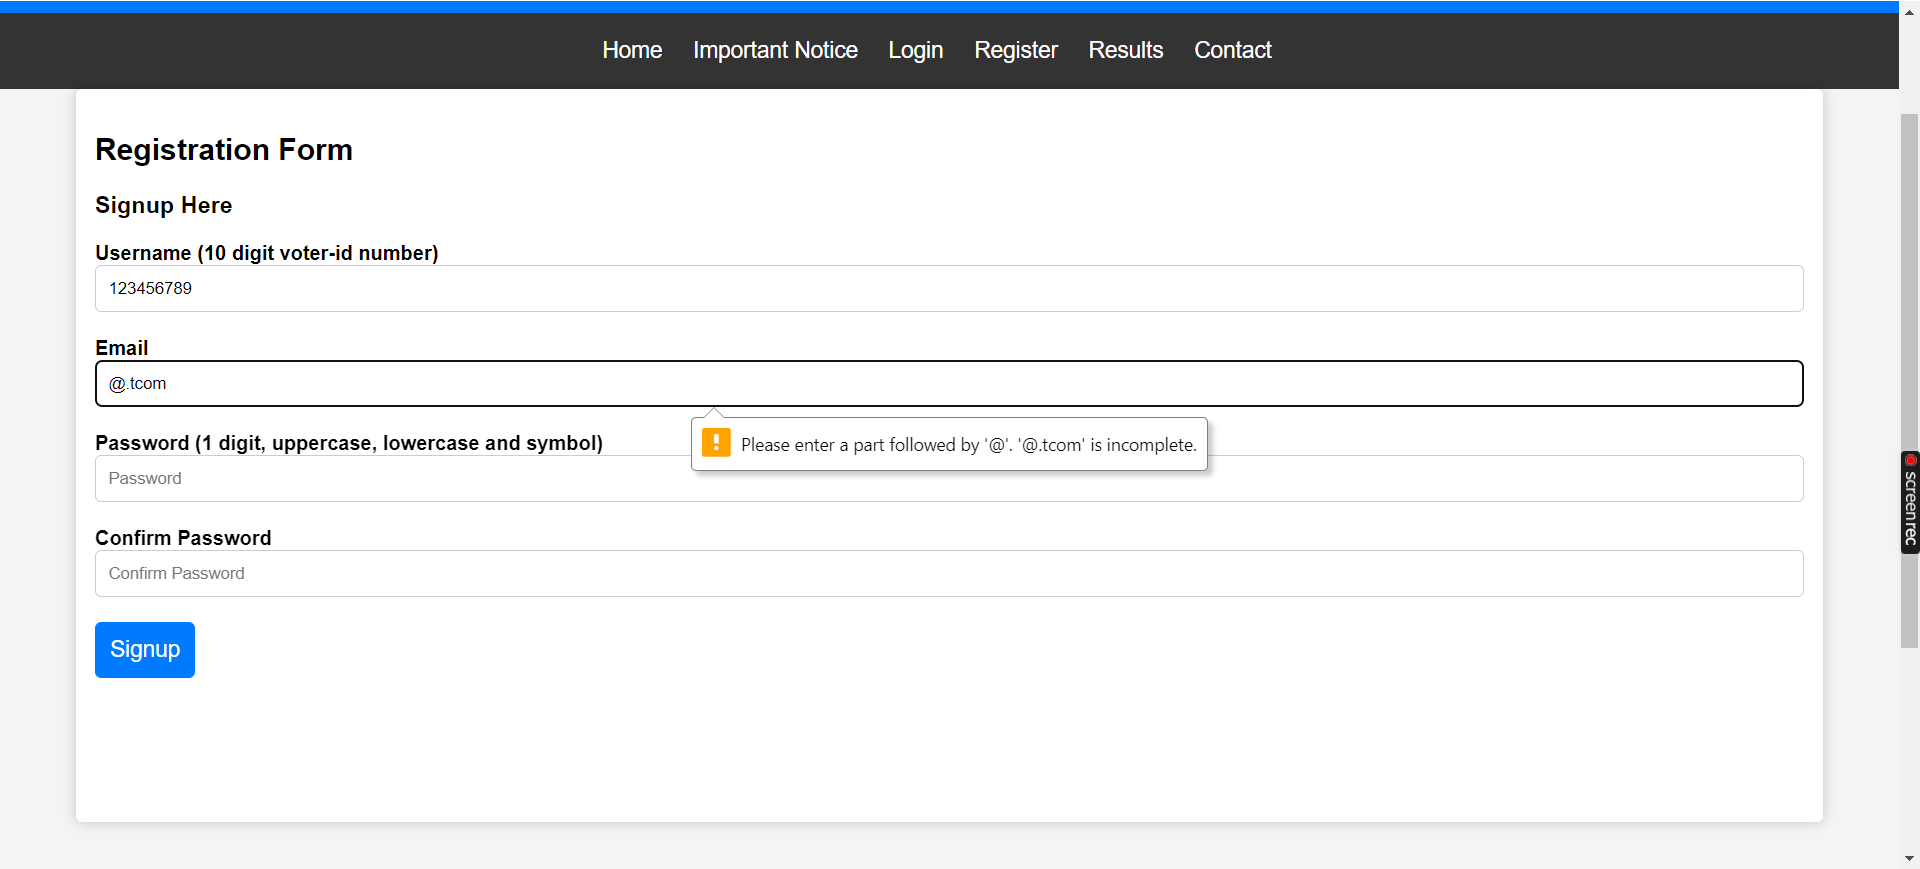 Home Important Notice Login Register Results Contact
Registration Form
Signup Here
Username (10 digit voter-id number)
123456789
Email
@.tcom
Please enter a part followed by '@'. '@.tcom' is incomplete.
Password (1 digit, uppercase, lowercase and symbol)
Password
Confirm Password
Confirm Password
Signup
screenrec